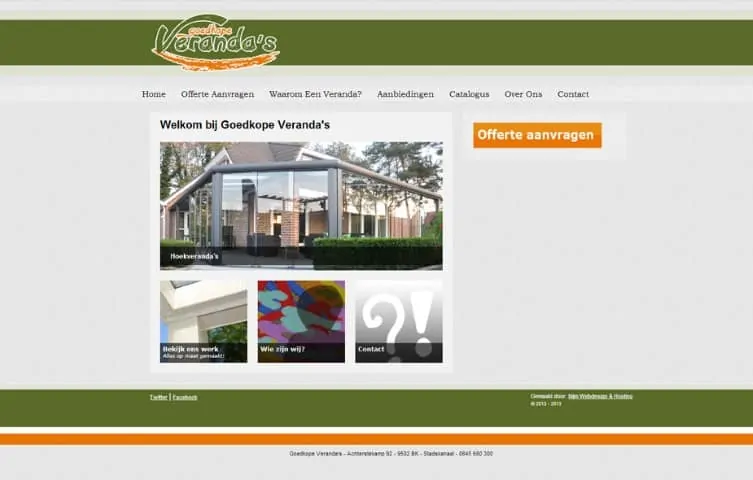 goedkope
Veranda's
Home Offerte Aanvragen Waarom Een Veranda? Aanbiedingen Catalogus Over Ons Contact
Welkom bij Goedkope Veranda's
Offerte aanvragen
Hoekveranda's
Bekijk ons werk
Alles op maat gemaakt!
Wie zijn wij?
?!
Contact
Twitter | Facebook
Gemaakt door: Nijn Webdesign & Hosting
© 2012 - 2013
Goedkope Veranda's - Achterstekamp 92 - 9502 BK - Stadskanaal - 0845 680 300